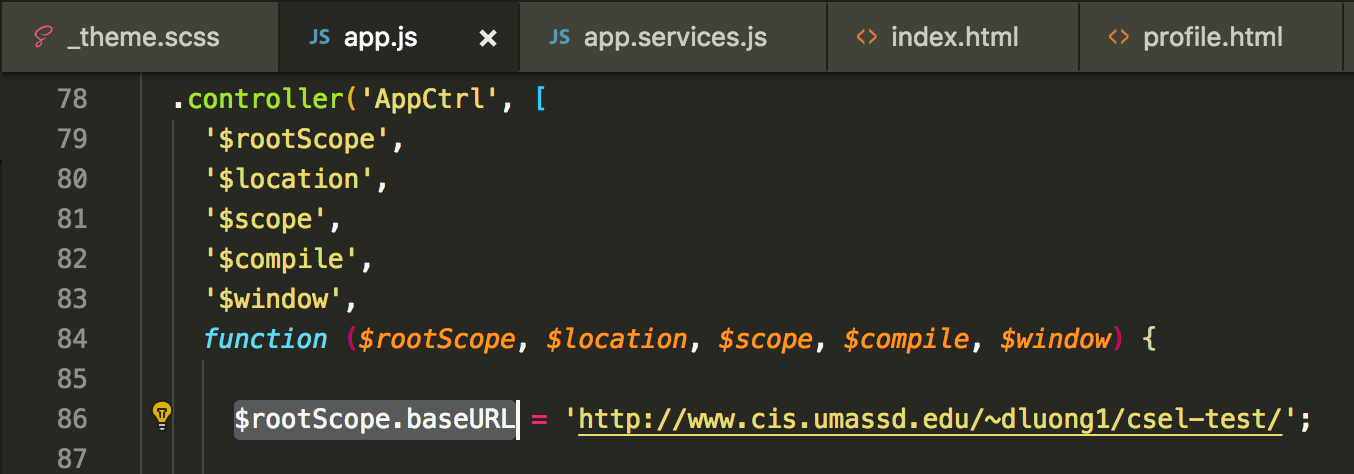 _theme.scss JS app.js × JS app.services.js <> index.html <> profile.html
78 .controller('AppCtrl', [
79 '$rootScope',
80 '$location',
81 '$scope',
82 '$compile',
83 '$window',
84 function ($rootScope, $location, $scope, $compile, $window) {
85
86 $rootScope.baseURL = 'http://www.cis.umassd.edu/~dluong1/csel-test/';
87